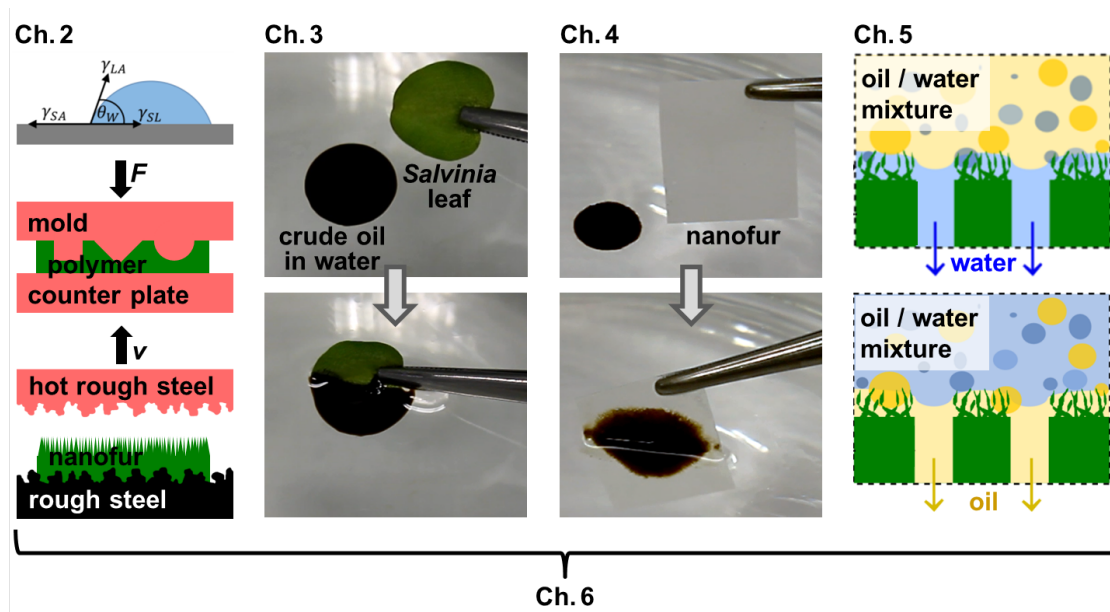 Ch. 2
γLA
γSA
θW
γSL
F
mold
polymer
counter plate
v
hot rough steel
nanofur
rough steel
Ch. 3
Salvinia
leaf
crude oil
in water
Ch. 4
nanofur
Ch. 5
oil / water
mixture
water
oil / water
mixture
oil
Ch. 6